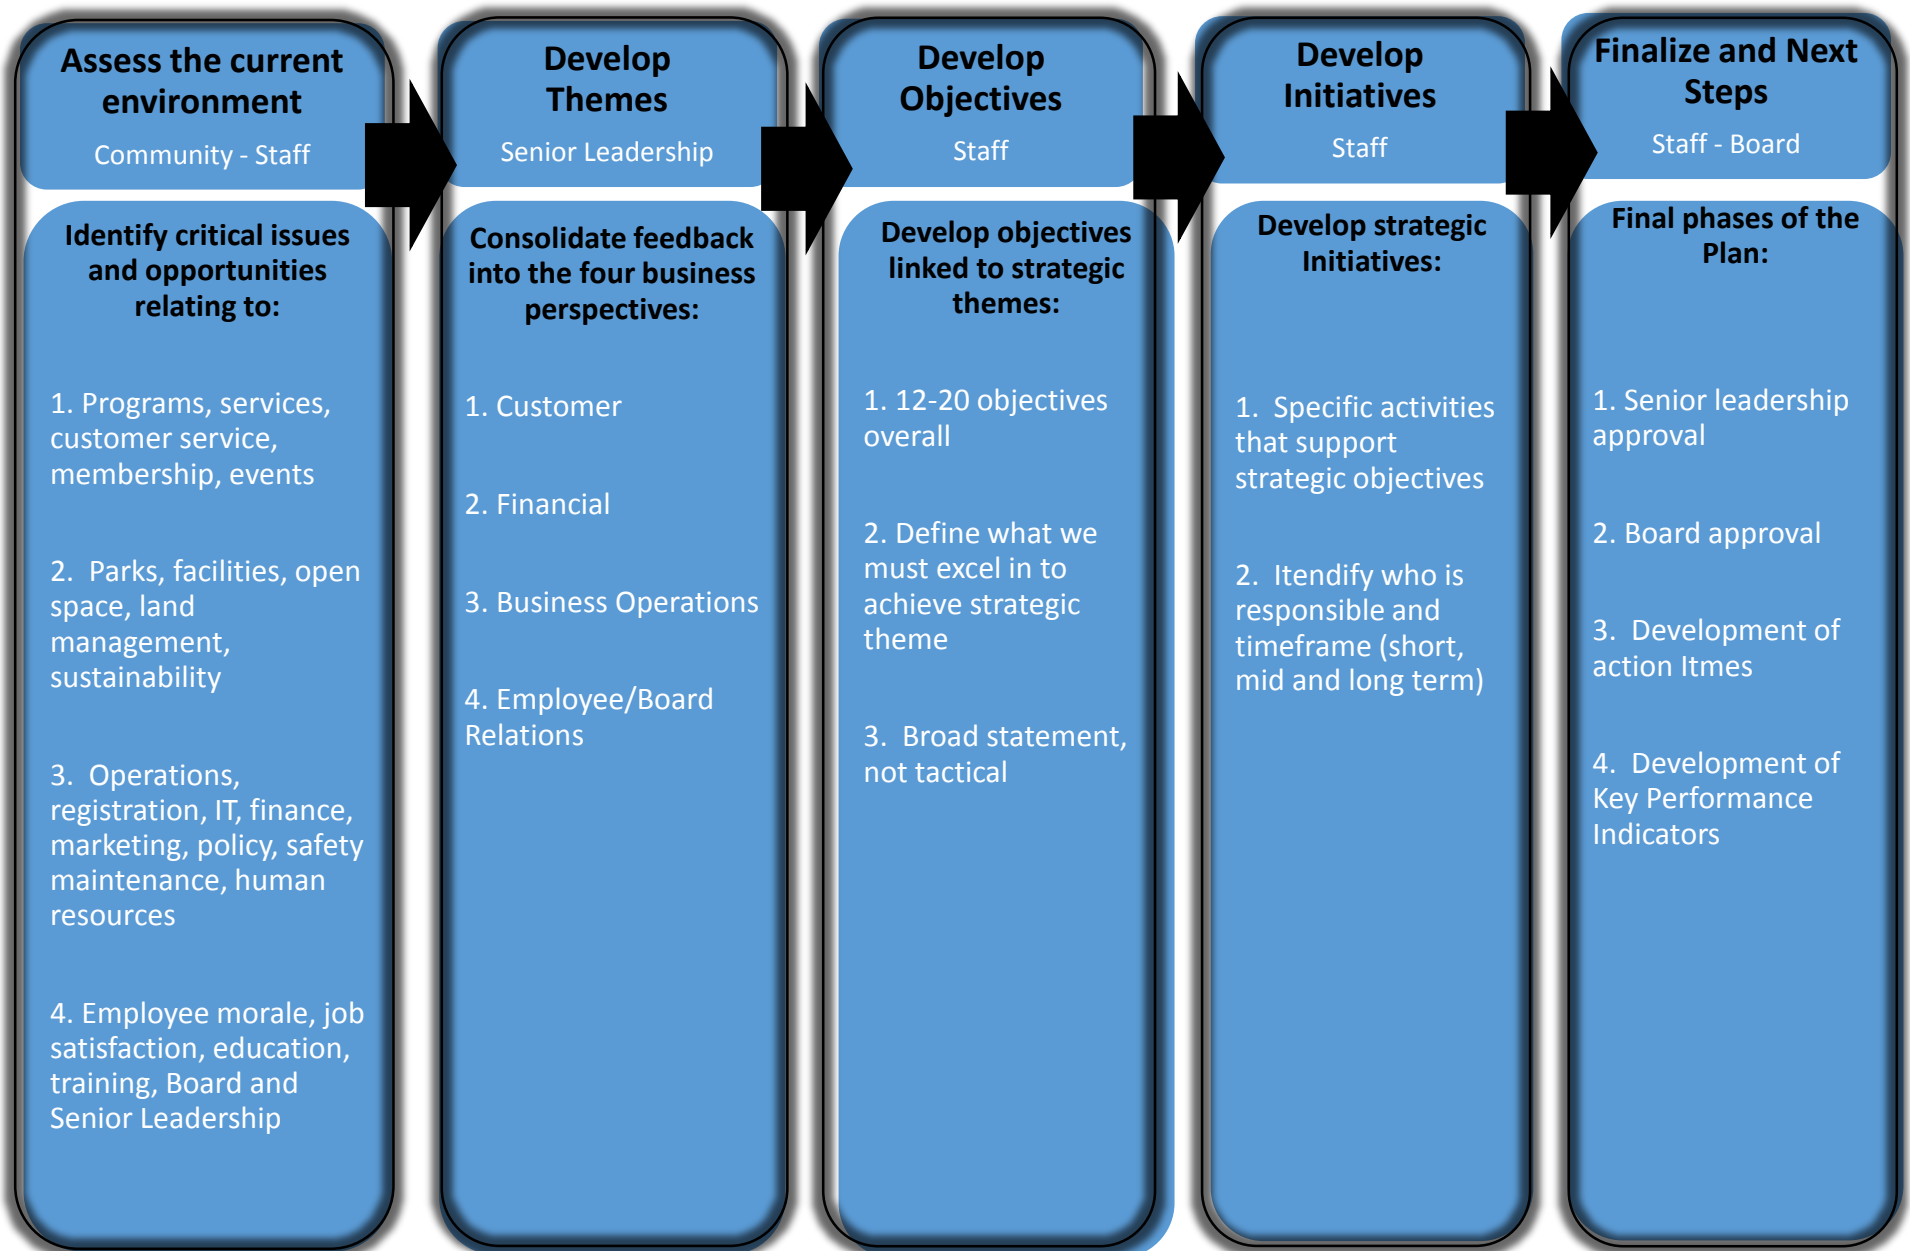 Assess the current
environment
Community - Staff
Identify critical issues
and opportunities
relating to:
1. Programs, services,
customer service,
membership, events
2.  Parks, facilities, open
space, land
management,
sustainability
3.  Operations,
registration, IT, finance,
marketing, policy, safety
maintenance, human
resources
4. Employee morale, job
satisfaction, education,
training, Board and
Senior Leadership
Develop
Themes
Senior Leadership
Consolidate feedback
into the four business
perspectives:
1. Customer
2. Financial
3. Business Operations
4. Employee/Board
Relations
Develop
Objectives
Staff
Develop objectives
linked to strategic
themes:
1. 12-20 objectives
overall
2. Define what we
must excel in to
achieve strategic
theme
3.  Broad statement,
not tactical
Develop
Initiatives
Staff
Develop strategic
Initiatives:
1.  Specific activities
that support
strategic objectives
2.  Itendify who is
responsible and
timeframe (short,
mid and long term)
Finalize and Next
Steps
Staff - Board
Final phases of the
Plan:
1. Senior leadership
approval
2. Board approval
3.  Development of
action Itmes
4.  Development of
Key Performance
Indicators